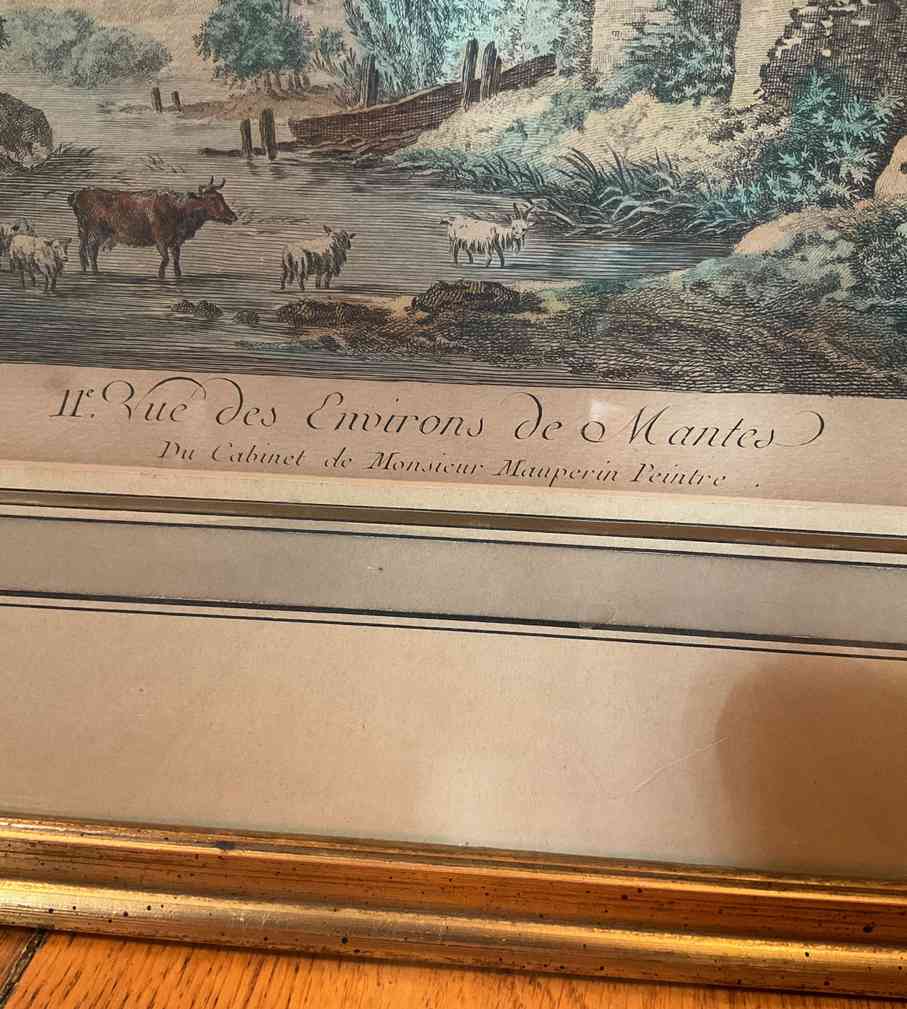 IIe. Vue des Environs de Mantes
Du Cabinet de Monsieur Mauperin Peintre .